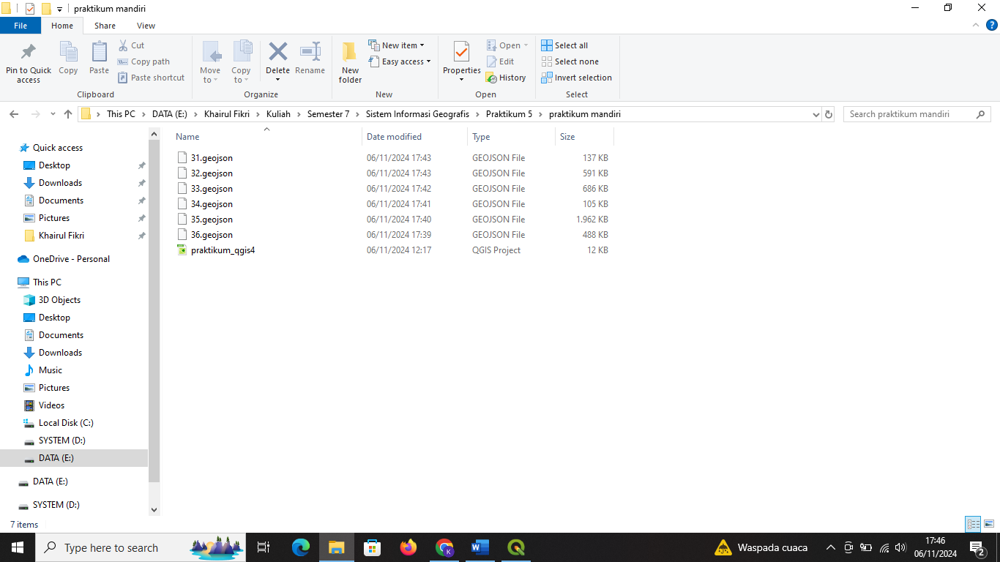 praktikum mandiri
File Home Share View
Pin to Quick access
Copy
Paste
Cut
Copy path
Paste shortcut
Clipboard
Move to
Copy to
Delete
Rename
Organize
New folder
New item
Easy access
New
Properties
Open
Edit
History
Open
Select all
Select none
Invert selection
Select
This PC > DATA (E:) > Khairul Fikri > Kuliah > Semester 7 > Sistem Informasi Geografis > Praktikum 5 > praktikum mandiri
Search praktikum mandiri
Quick access
Desktop
Downloads
Documents
Pictures
Khairul Fikri
OneDrive - Personal
This PC
3D Objects
Desktop
Documents
Downloads
Music
Pictures
Videos
Local Disk (C:)
SYSTEM (D:)
DATA (E:)
DATA (E:)
SYSTEM (D:)
Name Date modified Type Size
31.geojson 06/11/2024 17:43 GEOJSON File 137 KB
32.geojson 06/11/2024 17:43 GEOJSON File 591 KB
33.geojson 06/11/2024 17:42 GEOJSON File 686 KB
34.geojson 06/11/2024 17:41 GEOJSON File 105 KB
35.geojson 06/11/2024 17:40 GEOJSON File 1.962 KB
36.geojson 06/11/2024 17:39 GEOJSON File 488 KB
praktikum_qgis4 06/11/2024 12:17 QGIS Project 12 KB
7 items
Type here to search
K
Waspada cuaca
17:46
06/11/2024
2